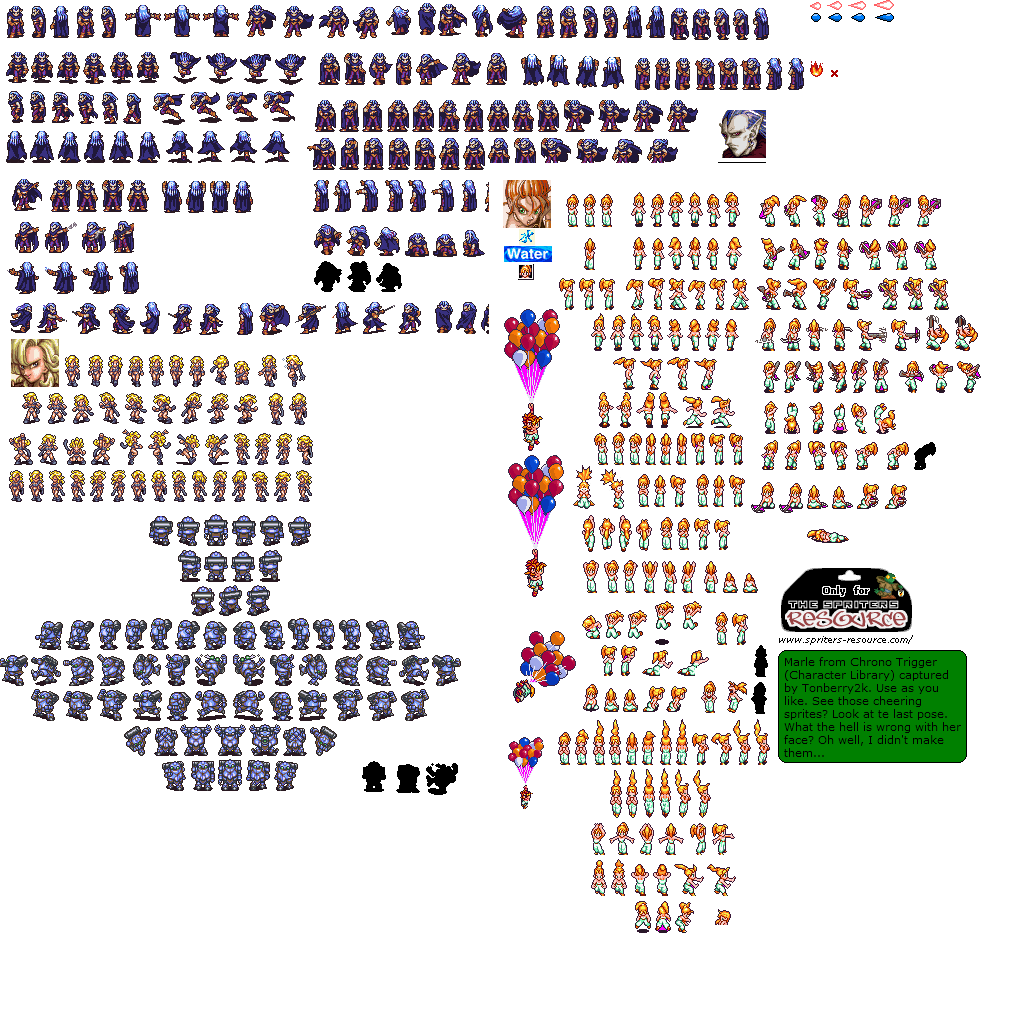 Water
Only for
THE SPRITERS
RESOURCE
www.spriters-resource.com/
Marle from Chrono Trigger
(Character Library) captured
by Tonberry2k. Use as you
like. See those cheering
sprites? Look at te last pose.
What the hell is wrong with her
face? Oh well, I didn't make
them...